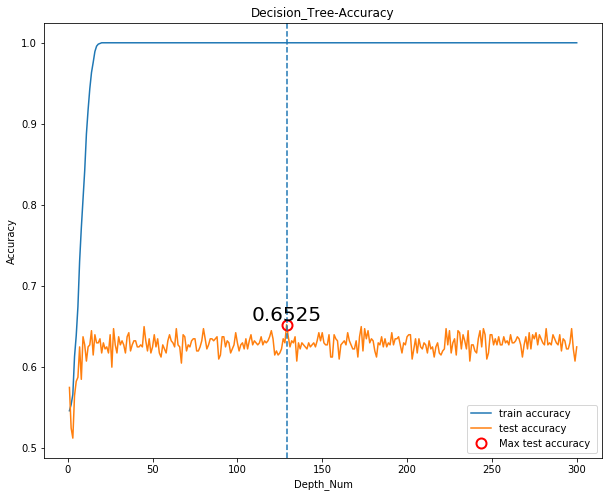 Decision_Tree-Accuracy
1.0
0.9
0.8
0.7
0.6
0.5
Accuracy
0.6525
train accuracy
test accuracy
Max test accuracy
0 50 100 150 200 250 300
Depth_Num